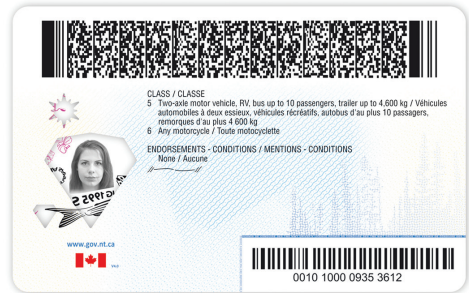 CLASS / CLASSE
5 Two-axle motor vehicle, RV, bus up to 10 passengers, trailer up to 4,600 kg / Véhicules
automobiles à deux essieux, véhicules récréatifs, autobus d'au plus 10 passagers,
remorques d'au plus 4 600 kg
6 Any motorcycle / Toute motocyclette
ENDORSEMENTS - CONDITIONS / MENTIONS - CONDITIONS
None / Aucune
www.gov.nt.ca
0010 1000 0935 3612